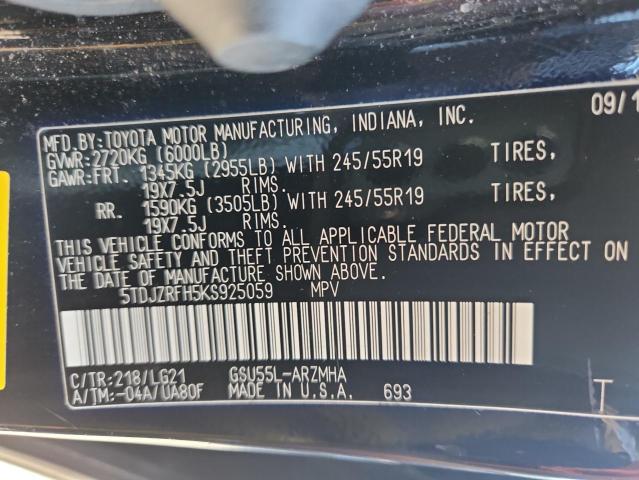 09/1
MFD.BY:TOYOTA MOTOR MANUFACTURING, INDIANA, INC.
GVWR:2720KG (6000LB)
GAWR:FRT. 1345KG (2955LB) WITH 245/55R19 TIRES,
19X7.5J RIMS.
RR. 1590KG (3505LB) WITH 245/55R19 TIRES,
19X7.5J RIMS.
THIS VEHICLE CONFORMS TO ALL APPLICABLE FEDERAL MOTOR
VEHICLE SAFETY AND THEFT PREVENTION STANDARDS IN EFFECT ON
THE DATE OF MANUFACTURE SHOWN ABOVE.
5TDJZRFH5KS925059 MPV
C/TR:218/LG21 GSU55L-ARZMHA
A/TM:-04A/UA80F MADE IN U.S.A. 693 T